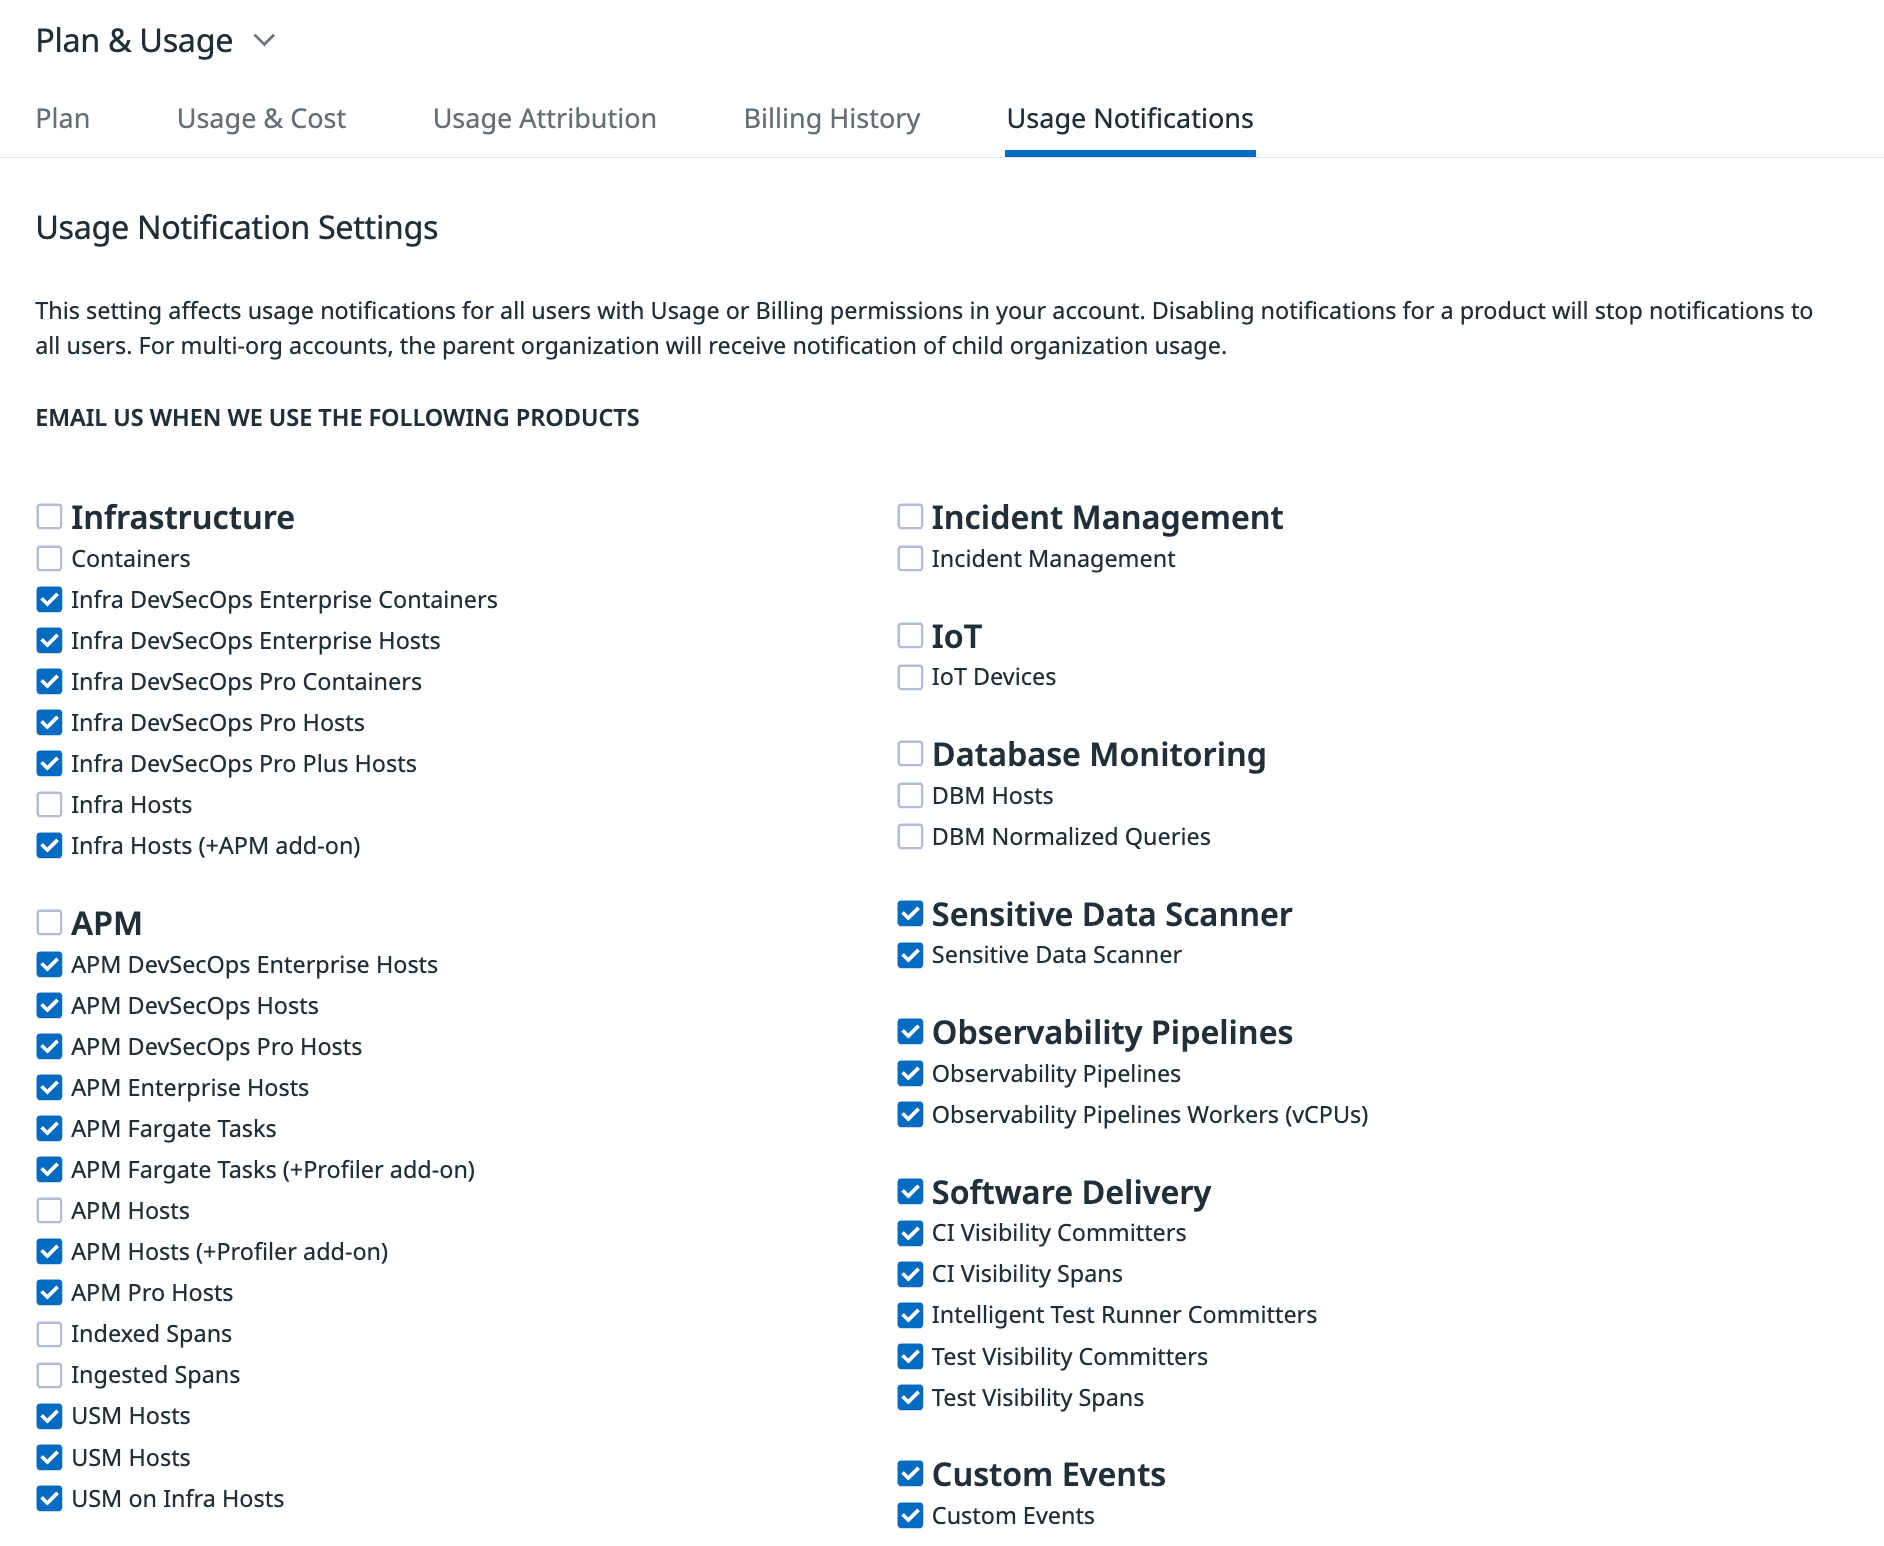 Plan & Usage
Plan
Usage & Cost
Usage Attribution
Billing History
Usage Notifications
Usage Notification Settings
This setting affects usage notifications for all users with Usage or Billing permissions in your account. Disabling notifications for a product will stop notifications to
all users. For multi-org accounts, the parent organization will receive notification of child organization usage.
EMAIL US WHEN WE USE THE FOLLOWING PRODUCTS
Infrastructure
Containers
Infra DevSecOps Enterprise Containers
Infra DevSecOps Enterprise Hosts
Infra DevSecOps Pro Containers
Infra DevSecOps Pro Hosts
Infra DevSecOps Pro Plus Hosts
Infra Hosts
Infra Hosts (+APM add-on)
APM
APM DevSecOps Enterprise Hosts
APM DevSecOps Hosts
APM DevSecOps Pro Hosts
APM Enterprise Hosts
APM Fargate Tasks
APM Fargate Tasks (+Profiler add-on)
APM Hosts
APM Hosts (+Profiler add-on)
APM Pro Hosts
Indexed Spans
Ingested Spans
USM Hosts
USM Hosts
USM on Infra Hosts
Incident Management
Incident Management
IoT
IoT Devices
Database Monitoring
DBM Hosts
DBM Normalized Queries
Sensitive Data Scanner
Sensitive Data Scanner
Observability Pipelines
Observability Pipelines
Observability Pipelines Workers (vCPUs)
Software Delivery
CI Visibility Committers
CI Visibility Spans
Intelligent Test Runner Committers
Test Visibility Committers
Test Visibility Spans
Custom Events
Custom Events